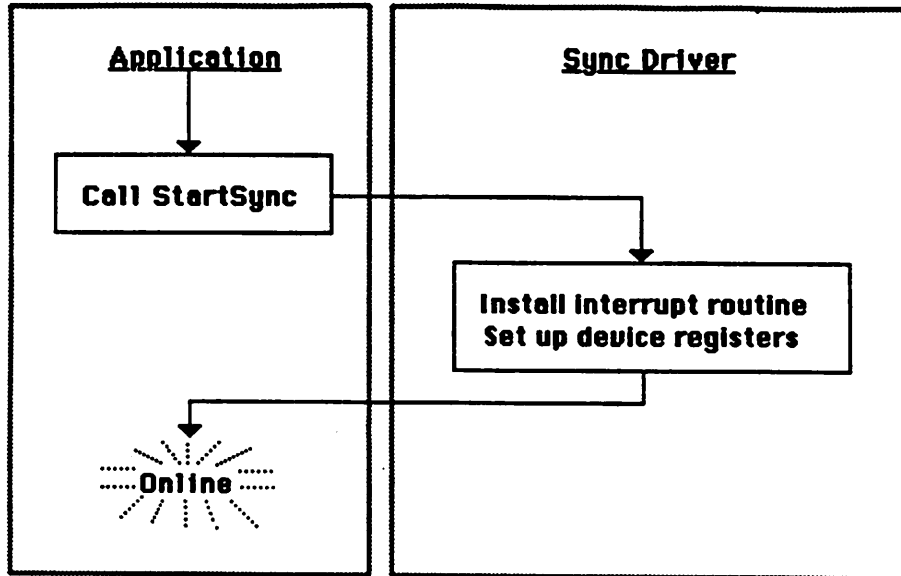 Application
Sync Driver
Call StartSync
Install interrupt routine
Set up device registers
Online